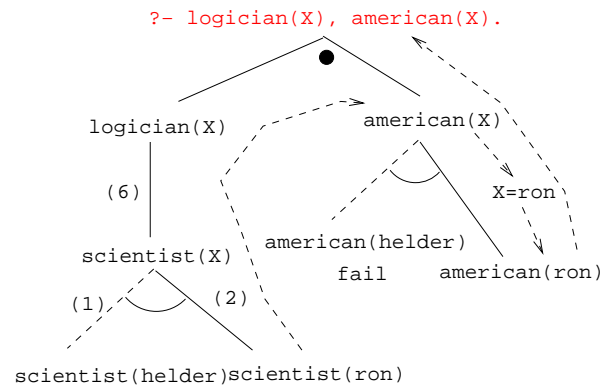 ?- logician(X), american(X).
logician(X)
american(X)
(6)
X=ron
scientist(X)
american(helder)
fail
american(ron)
(1)
(2)
scientist(helder)
scientist(ron)